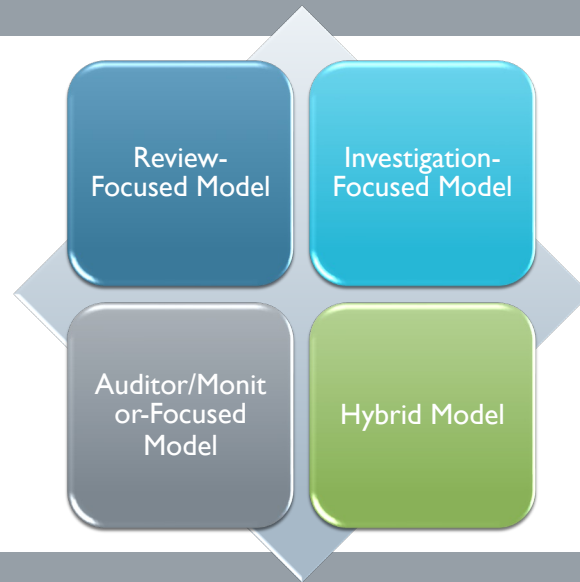 Review-
Focused Model
Investigation-
Focused Model
Auditor/Monit
or-Focused
Model
Hybrid Model